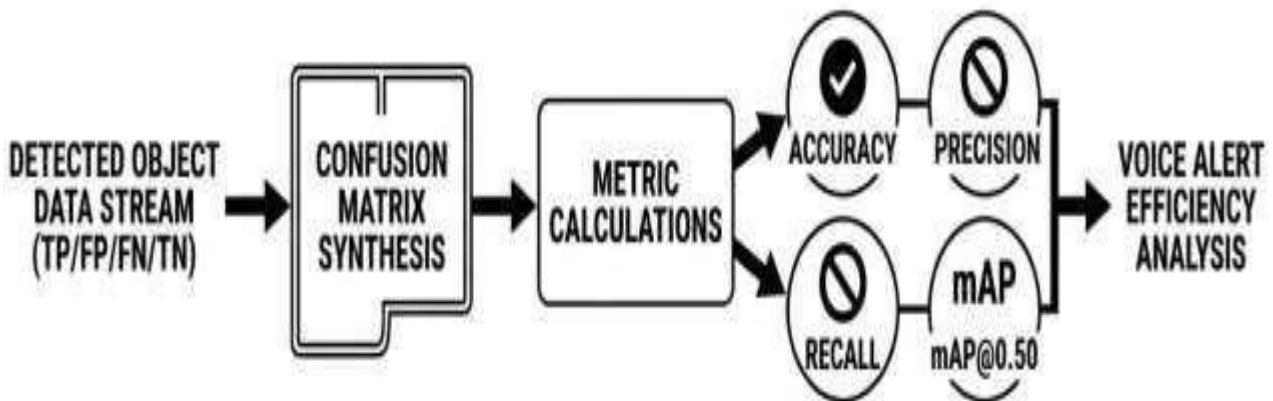 DETECTED OBJECT
DATA STREAM
(TP/FP/FN/TN)
CONFUSION
MATRIX
SYNTHESIS
METRIC
CALCULATIONS
ACCURACY
PRECISION
RECALL
mAP
mAP@0.50
VOICE ALERT
EFFICIENCY
ANALYSIS